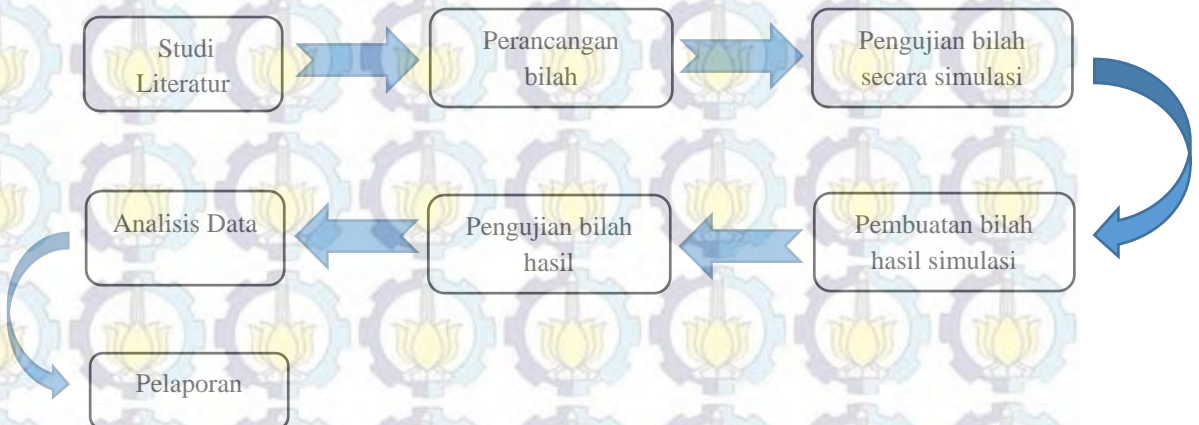 Studi
Literatur
Perancangan
bilah
Pengujian bilah
secara simulasi
Pembuatan bilah
hasil simulasi
Pengujian bilah
hasil
Analisis Data
Pelaporan